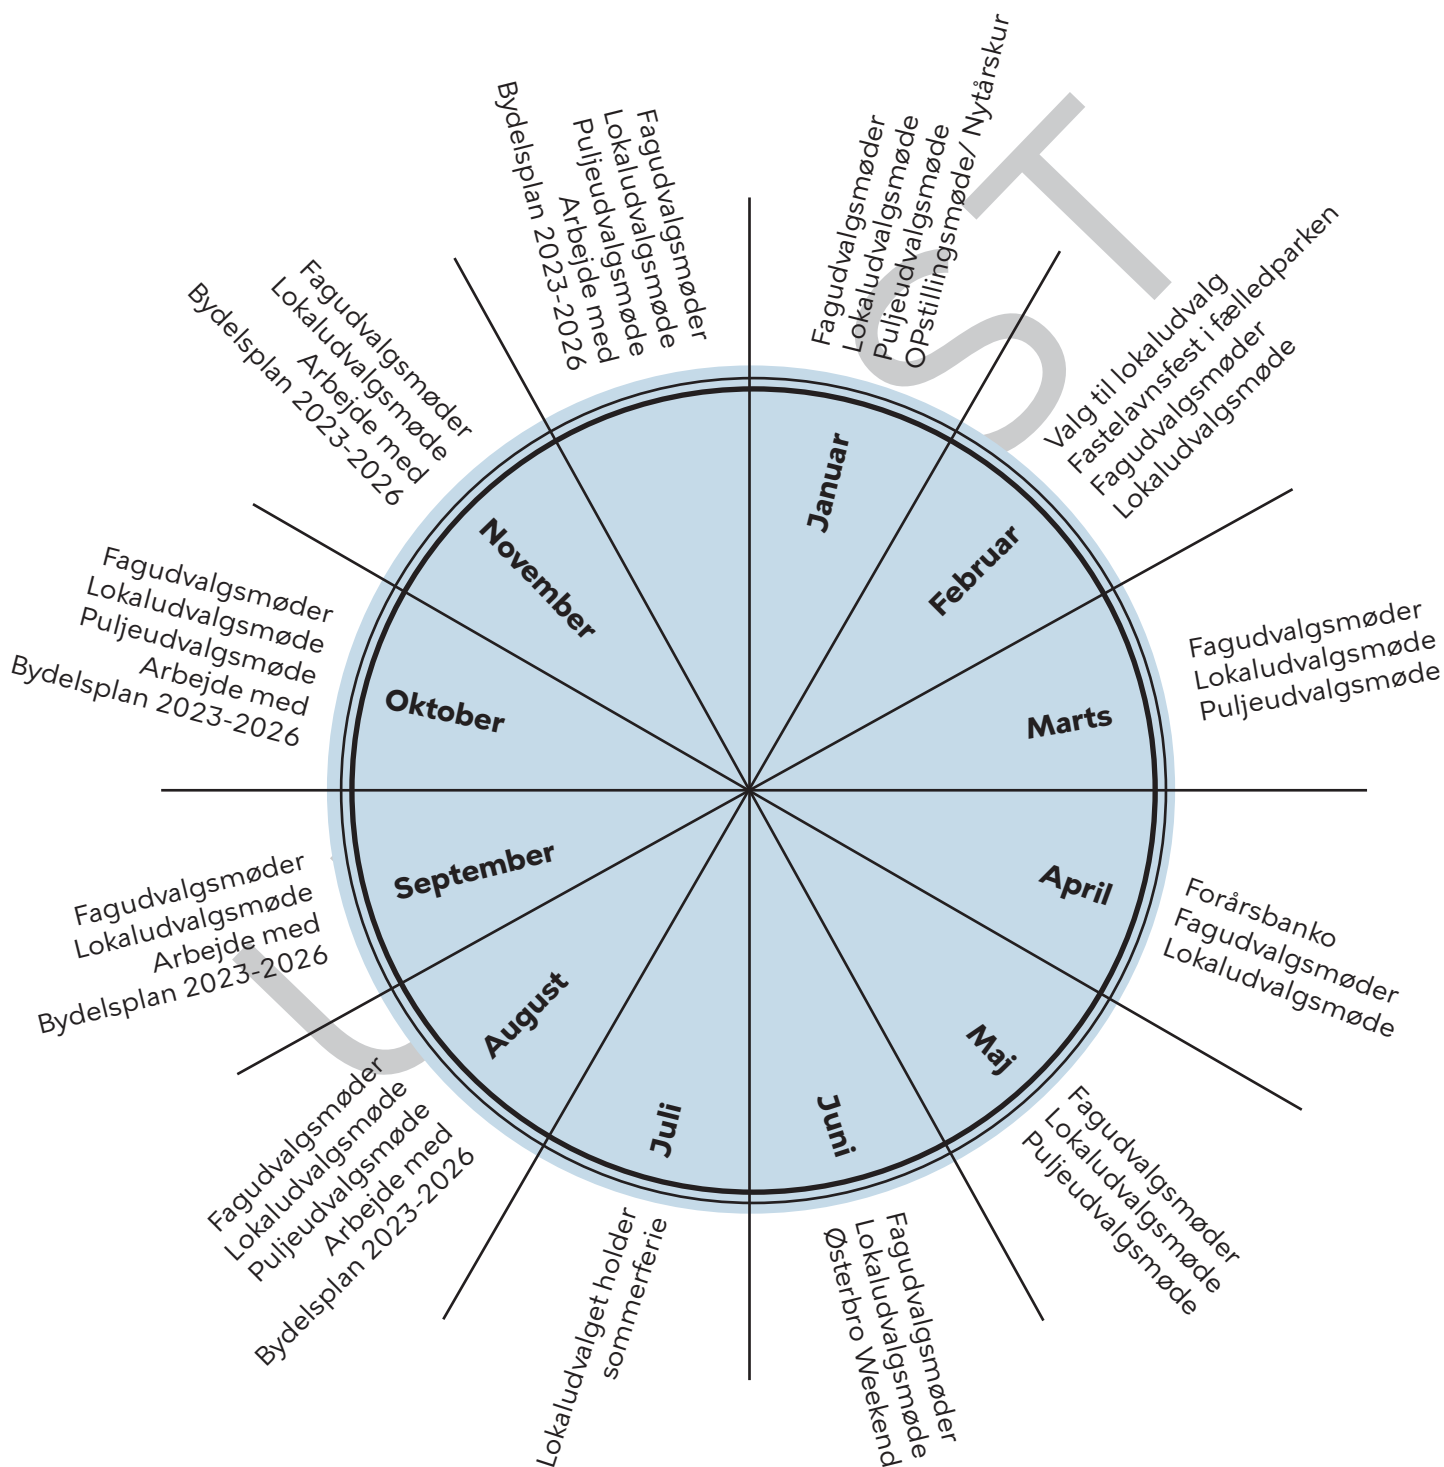 Januar
Fagudvalgsmøder
Lokaludvalgsmøde
Puljeudvalgsmøde
OPstillingsmøde/ Nytårskur
Februar
Valg til lokaludvalg
Fastelavnsfest i fælledparken
Fagudvalgsmøder
Lokaludvalgsmøde
Marts
Fagudvalgsmøder
Lokaludvalgsmøde
Puljeudvalgsmøde
April
Forårsbanko
Fagudvalgsmøder
Lokaludvalgsmøde
Maj
Fagudvalgsmøder
Lokaludvalgsmøde
Puljeudvalgsmøde
Juni
Fagudvalgsmøder
Lokaludvalgsmøde
Østerbro Weekend
Juli
Lokaludvalget holder
sommerferie
August
Fagudvalgsmøder
Lokaludvalgsmøde
Puljeudvalgsmøde
Arbejde med
Bydelsplan 2023-2026
September
Fagudvalgsmøder
Lokaludvalgsmøde
Arbejde med
Bydelsplan 2023-2026
Oktober
Fagudvalgsmøder
Lokaludvalgsmøde
Puljeudvalgsmøde
Arbejde med
Bydelsplan 2023-2026
November
Fagudvalgsmøder
Lokaludvalgsmøde
Arbejde med
Bydelsplan 2023-2026
Fagudvalgsmøder
Lokaludvalgsmøde
Puljeudvalgsmøde
Arbejde med
Bydelsplan 2023-2026